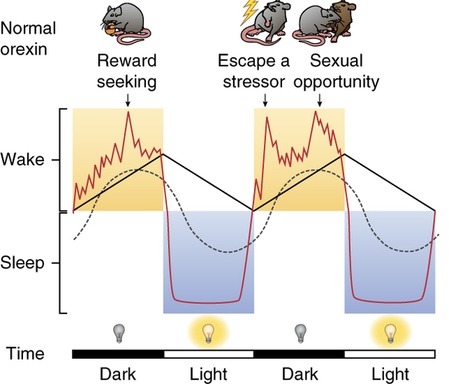 Normal
orexin
Reward
seeking
Escape a
stressor
Sexual
opportunity
Wake
Sleep
Time
Dark
Light
Dark
Light